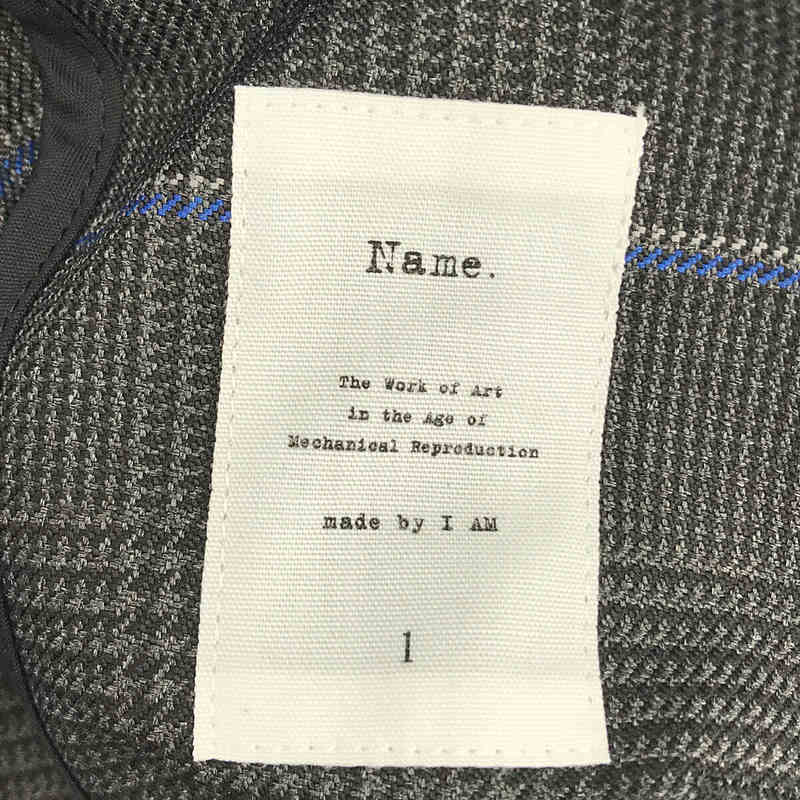 Name.
The Work of Art
in the Age of
Mechanical Reproduction
made by I AM
1